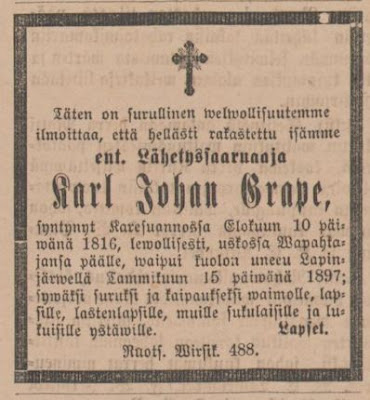 Täten on surullinen welwollisuutemme
ilmoittaa, että hellästi rakastettu isämme
ent. Lähetyssaarnaaja
Karl Johan Grape,
syntynyt Karesuannossa Elokuun 10 päi-
wänä 1816, lewollisesti, uskossa Wapahta-
jansa päälle, waipui kuolon uneen Lapin-
järwellä Tammikuun 15 päiwänä 1897;
sywäksi suruksi ja kaipaukseksi waimolle, lap-
sille, lastenlapsille, muille sukulaisille ja lu-
kuisille ystäwille. Lapset.
Ruots. Wirsik. 488.